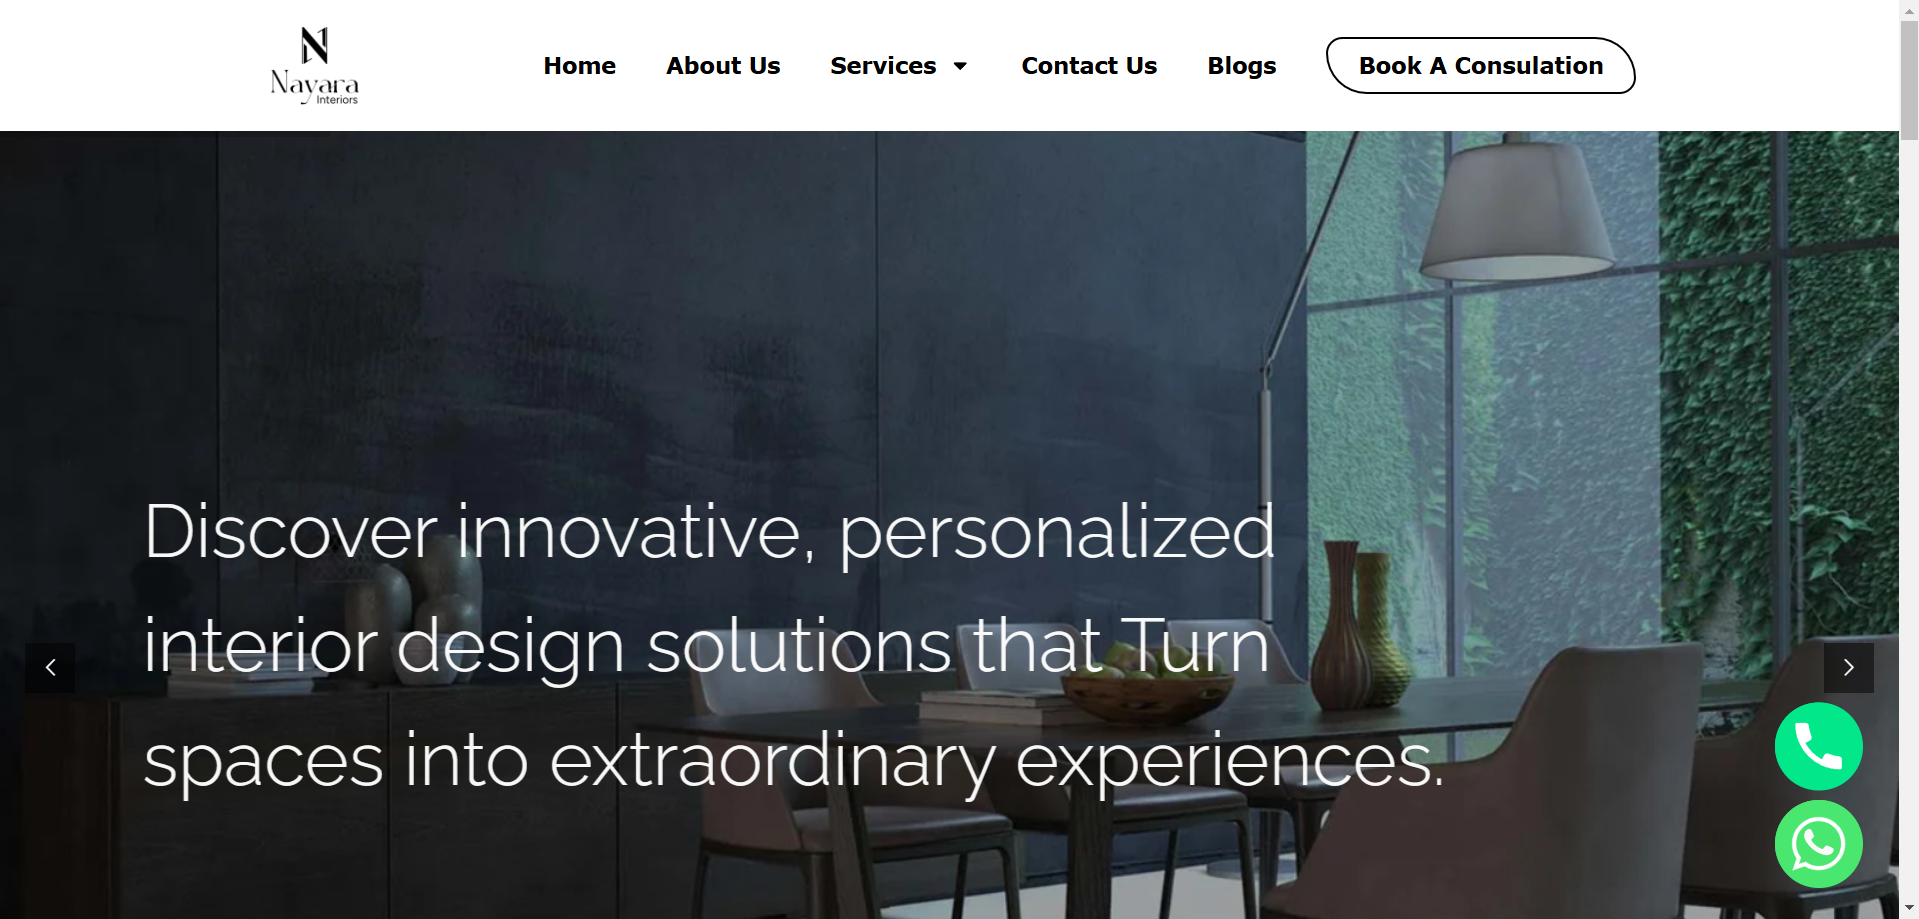 Nayara
Interiors
Home
About Us
Services
Contact Us
Blogs
Book A Consulation
Discover innovative, personalized
interior design solutions that Turn
spaces into extraordinary experiences.